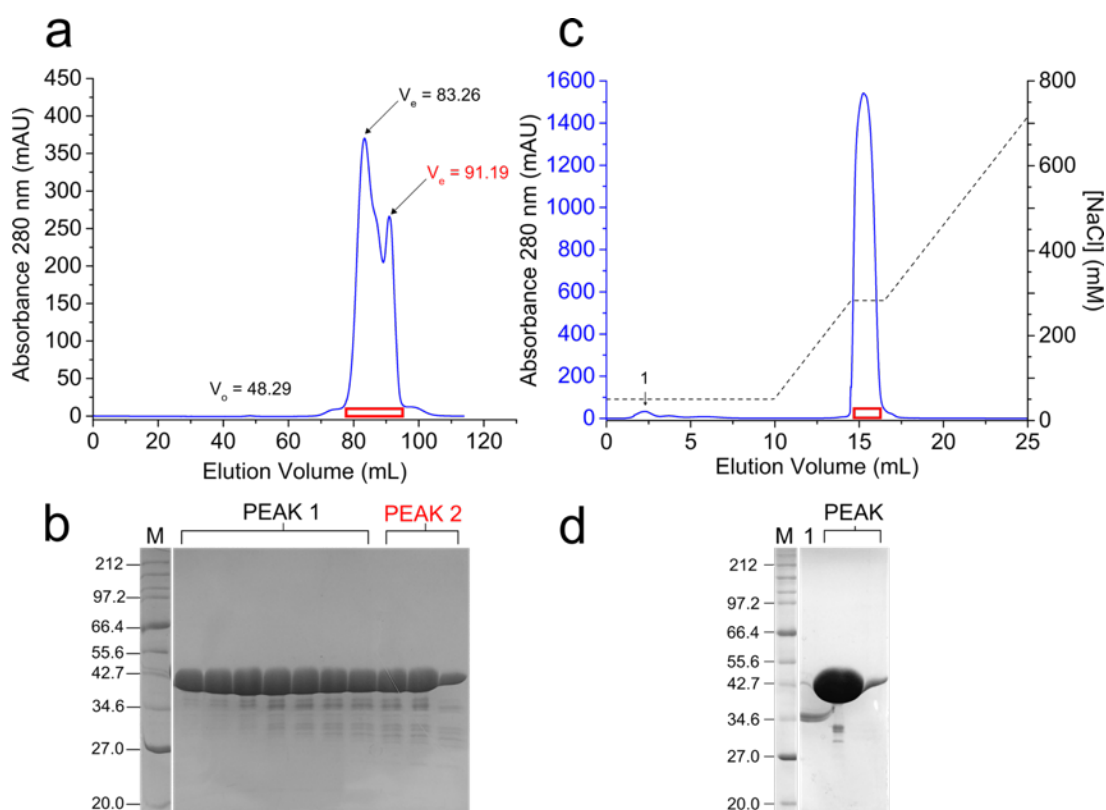 a
Absorbance 280 nm (mAU)
450
400
350
300
250
200
150
100
50
0
V_e = 83.26
V_e = 91.19
V_o = 48.29
0 20 40 60 80 100 120
Elution Volume (mL)
c
Absorbance 280 nm (mAU)
1600
1400
1200
1000
800
600
400
200
0
1
800
600
400
200
0
[NaCl] (mM)
0 5 10 15 20 25
Elution Volume (mL)
b
M PEAK 1 PEAK 2
212
97.2
66.4
55.6
42.7
34.6
27.0
20.0
d
M 1 PEAK
212
97.2
66.4
55.6
42.7
34.6
27.0
20.0